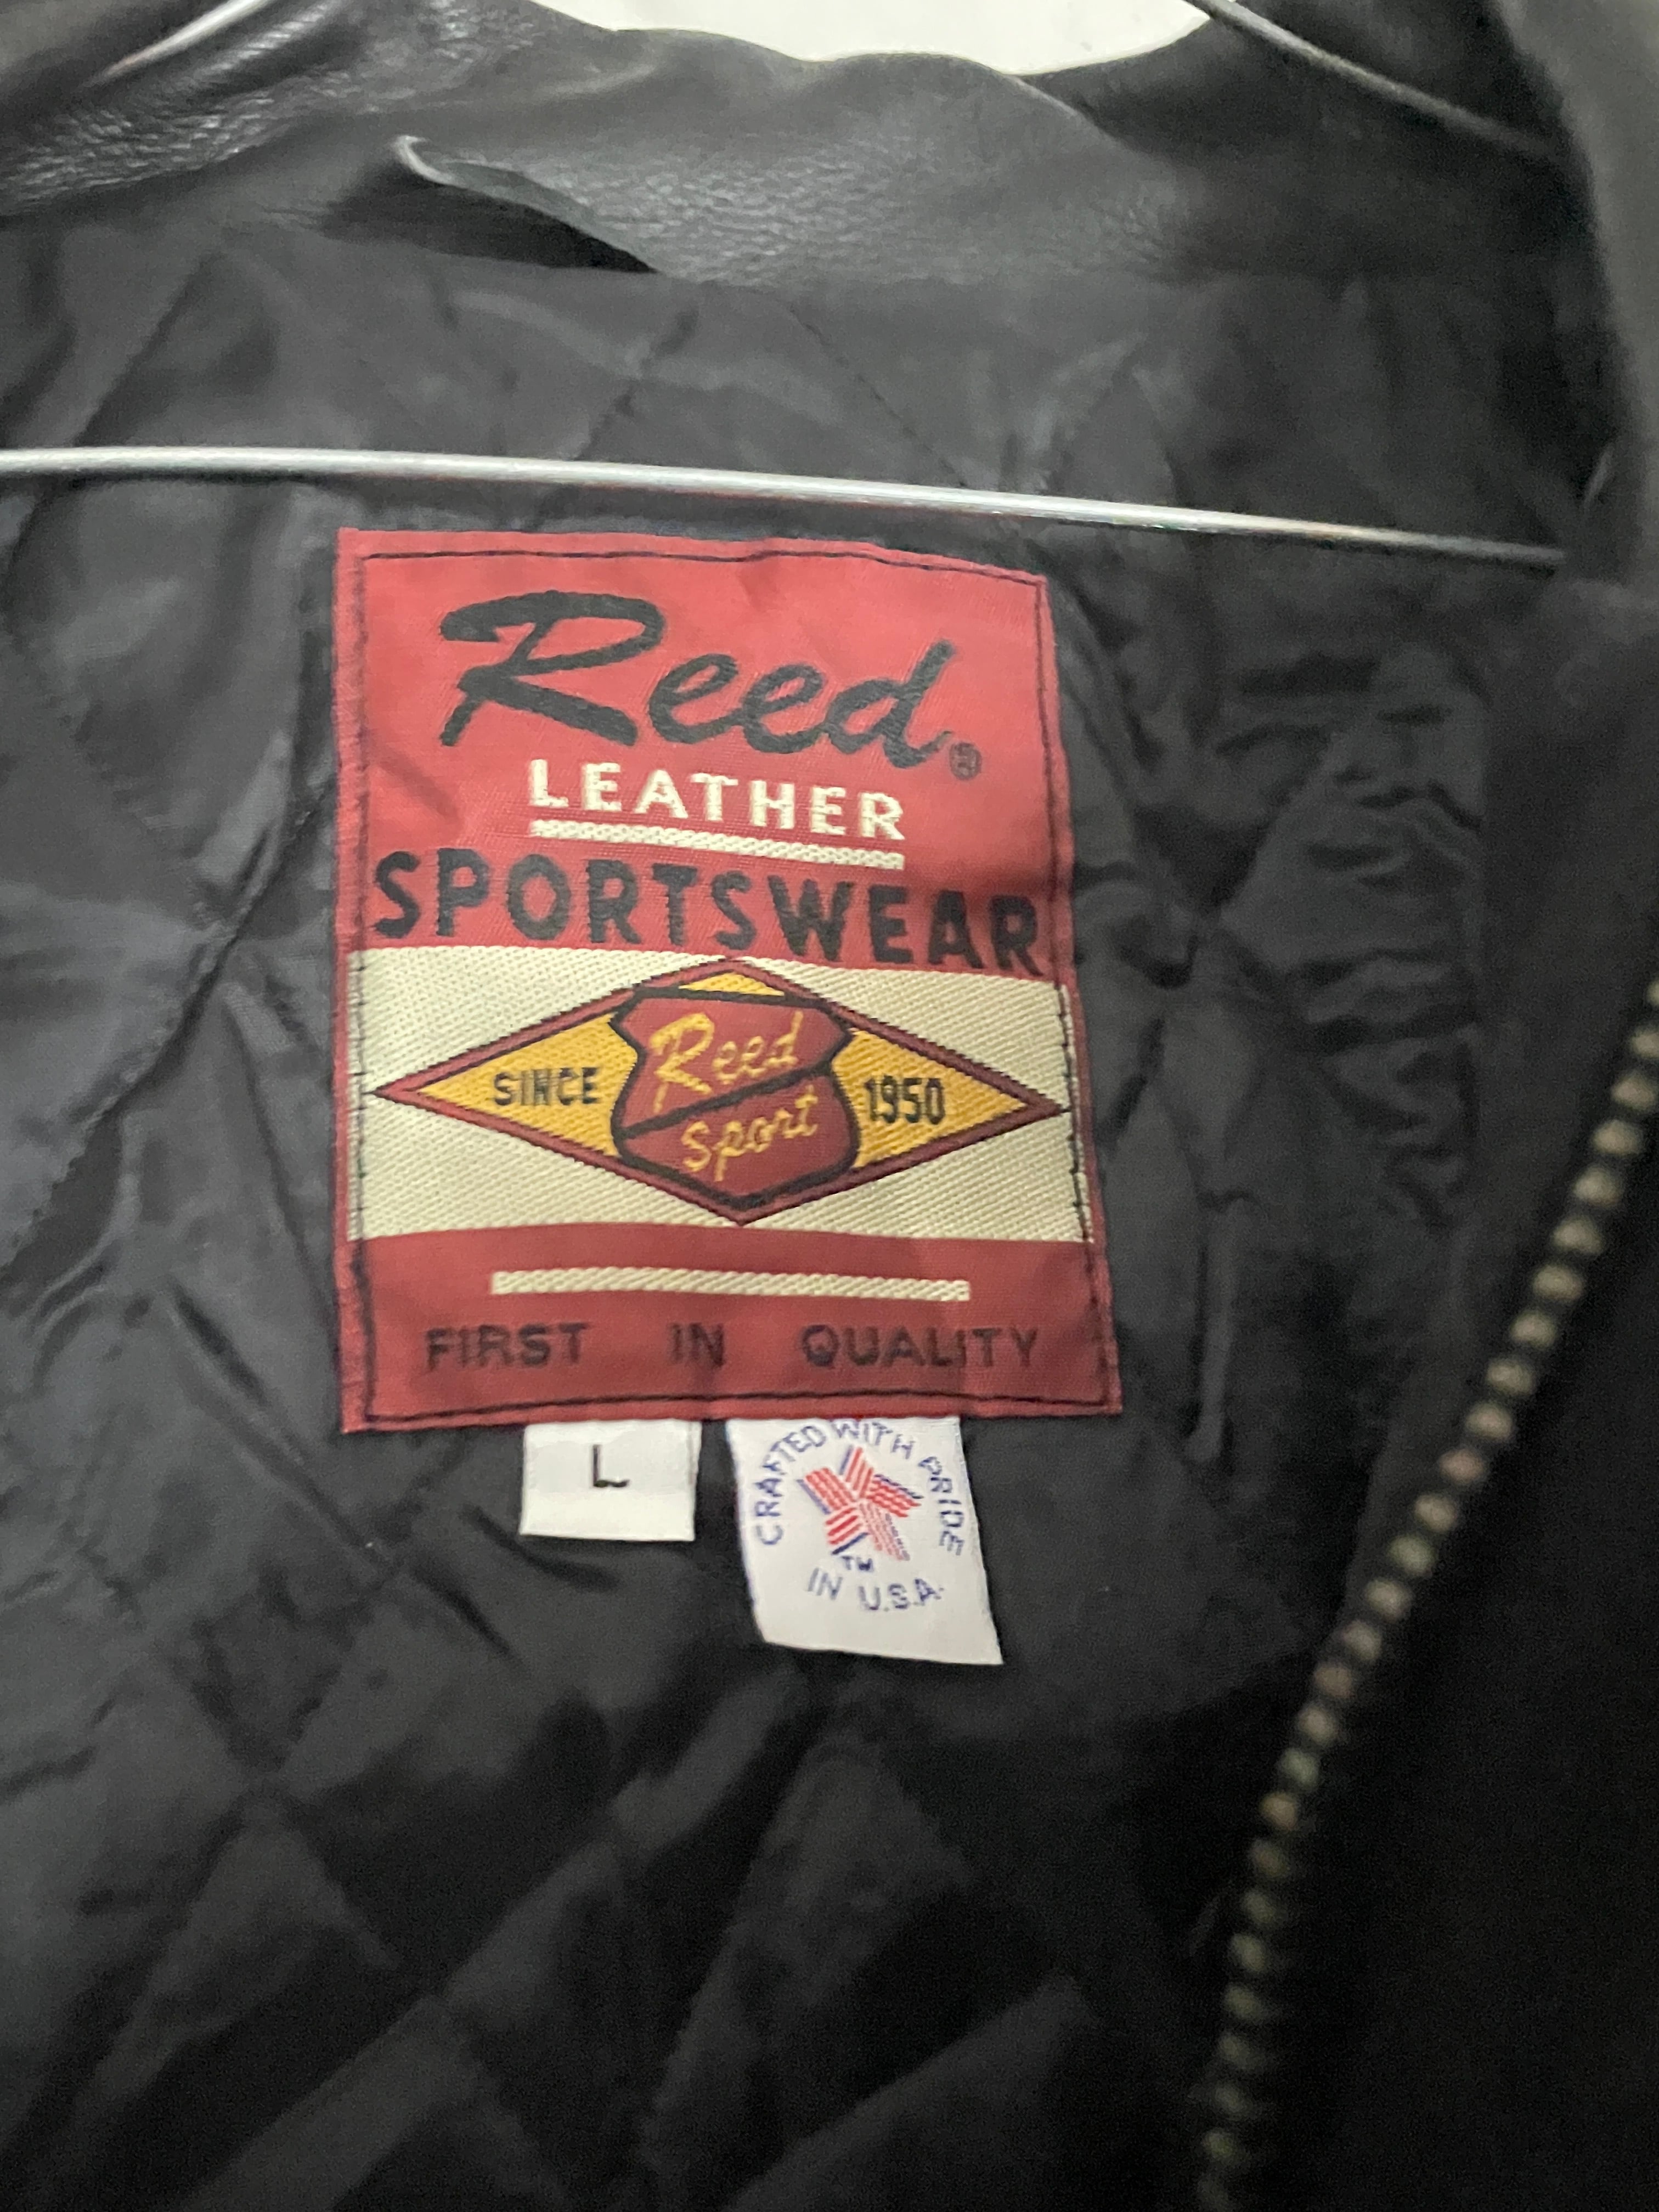 Reed®
LEATHER
SPORTSWEAR
SINCE Reed Sport 1950
FIRST IN QUALITY
L
CRAFTED WITH PRIDE
TM
IN U.S.A.